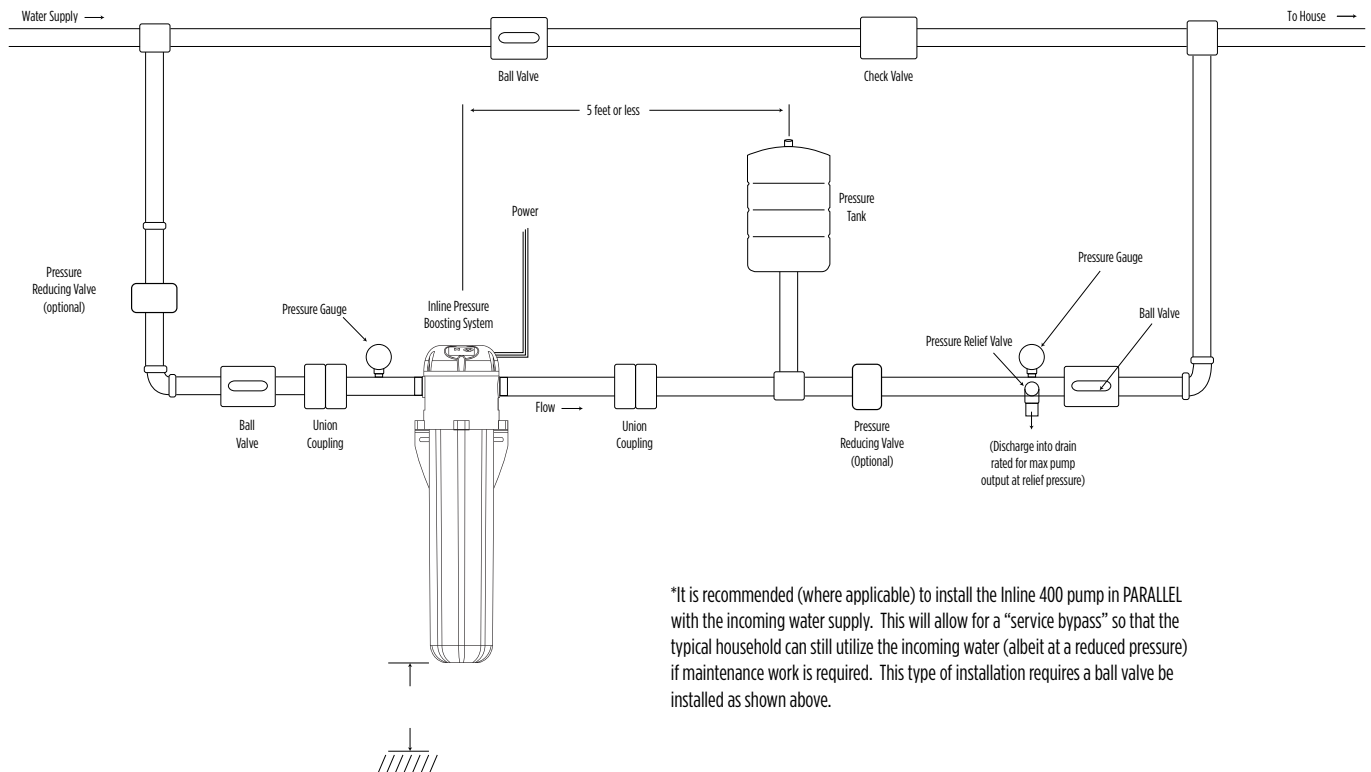 Water Supply
To House
Ball Valve
Check Valve
5 feet or less
Pressure
Tank
Power
Pressure
Reducing Valve
(optional)
Pressure Gauge
Inline Pressure
Boosting System
Pressure Gauge
Ball Valve
Pressure Relief Valve
Ball
Valve
Union
Coupling
Flow
Union
Coupling
Pressure
Reducing Valve
(Optional)
(Discharge into drain
rated for max pump
output at relief pressure)
*It is recommended (where applicable) to install the Inline 400 pump in PARALLEL
with the incoming water supply. This will allow for a “service bypass” so that the
typical household can still utilize the incoming water (albeit at a reduced pressure)
if maintenance work is required. This type of installation requires a ball valve be
installed as shown above.